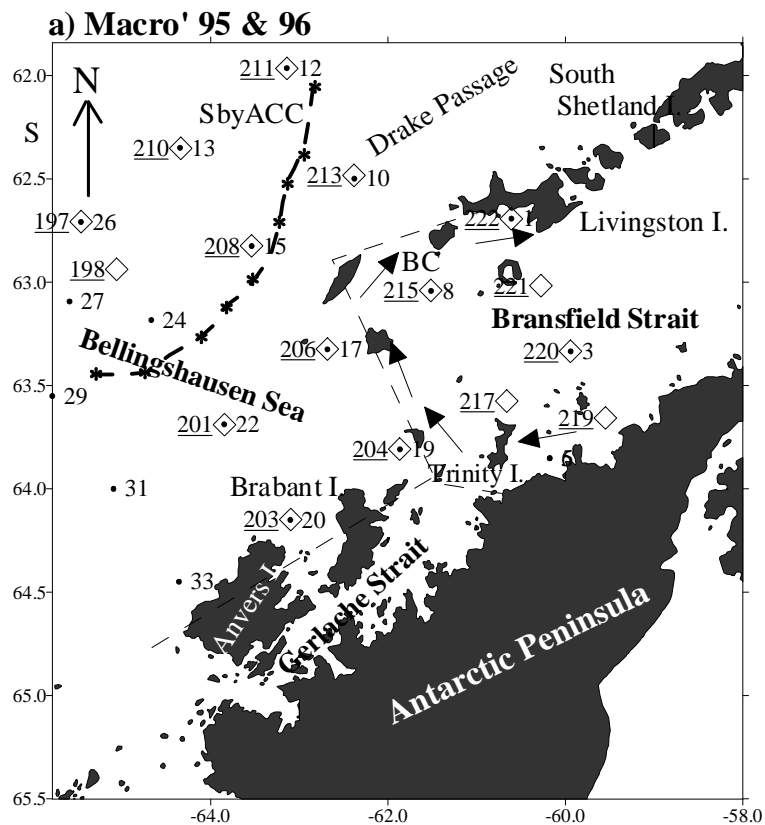 a) Macro' 95 & 96
62.0
211 12
South
N
SbyACC
Drake Passage
Shetland I.
S
210 13
62.5
213 10
197 26
222 1
Livingston I.
208 15
BC
63.0
198
215 8
221
27
24
Bransfield Strait
Bellingshausen Sea
206 17
220 3
63.5
29
217
219
201 22
204 19
6
Trinity I.
64.0
31
Brabant I.
203 20
33
64.5
Anvers I.
Gerlache Strait
Antarctic Peninsula
65.0
65.5
-64.0
-62.0
-60.0
-58.0